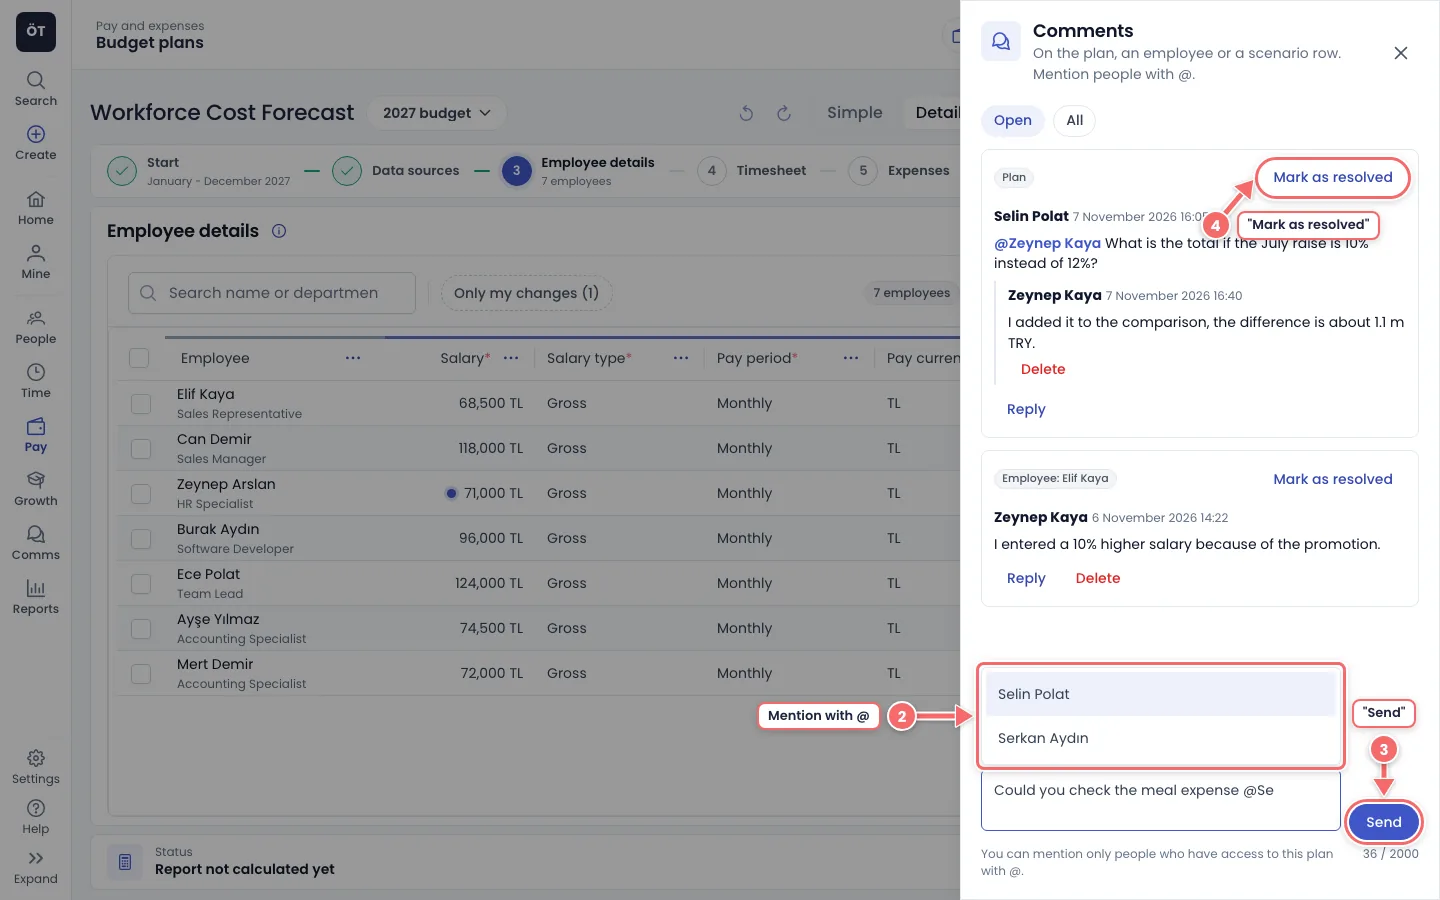 ÖT
Search
Create
Home
Mine
People
Time
Pay
Growth
Comms
Reports
Settings
Help
Expand
Pay and expenses
Budget plans
Workforce Cost Forecast
2027 budget
Simple
Detail
Start
January - December 2027
Data sources
3
Employee details
7 employees
4
Timesheet
5
Expenses
Employee details
Search name or departmen
Only my changes (1)
7 employees
Employee
Salary*
Salary type*
Pay period*
Pay curren
Elif Kaya
Sales Representative
68,500 TL
Gross
Monthly
TL
Can Demir
Sales Manager
118,000 TL
Gross
Monthly
TL
Zeynep Arslan
HR Specialist
71,000 TL
Gross
Monthly
TL
Burak Aydın
Software Developer
96,000 TL
Gross
Monthly
TL
Ece Polat
Team Lead
124,000 TL
Gross
Monthly
TL
Ayşe Yılmaz
Accounting Specialist
74,500 TL
Gross
Monthly
TL
Mert Demir
Accounting Specialist
72,000 TL
Gross
Monthly
TL
Status
Report not calculated yet
Comments
On the plan, an employee or a scenario row.
Mention people with @.
Open
All
Plan
Mark as resolved
4
"Mark as resolved"
Selin Polat 7 November 2026
@Zeynep Kaya What is the total if the July raise is 10%
instead of 12%?
Zeynep Kaya 7 November 2026 16:40
I added it to the comparison, the difference is about 1.1 m
TRY.
Delete
Reply
Employee: Elif Kaya
Mark as resolved
Zeynep Kaya 6 November 2026 14:22
I entered a 10% higher salary because of the promotion.
Reply
Delete
Mention with @
2
Selin Polat
Serkan Aydın
"Send"
3
Could you check the meal expense @Se
Send
You can mention only people who have access to this plan
with @.
36 / 2000